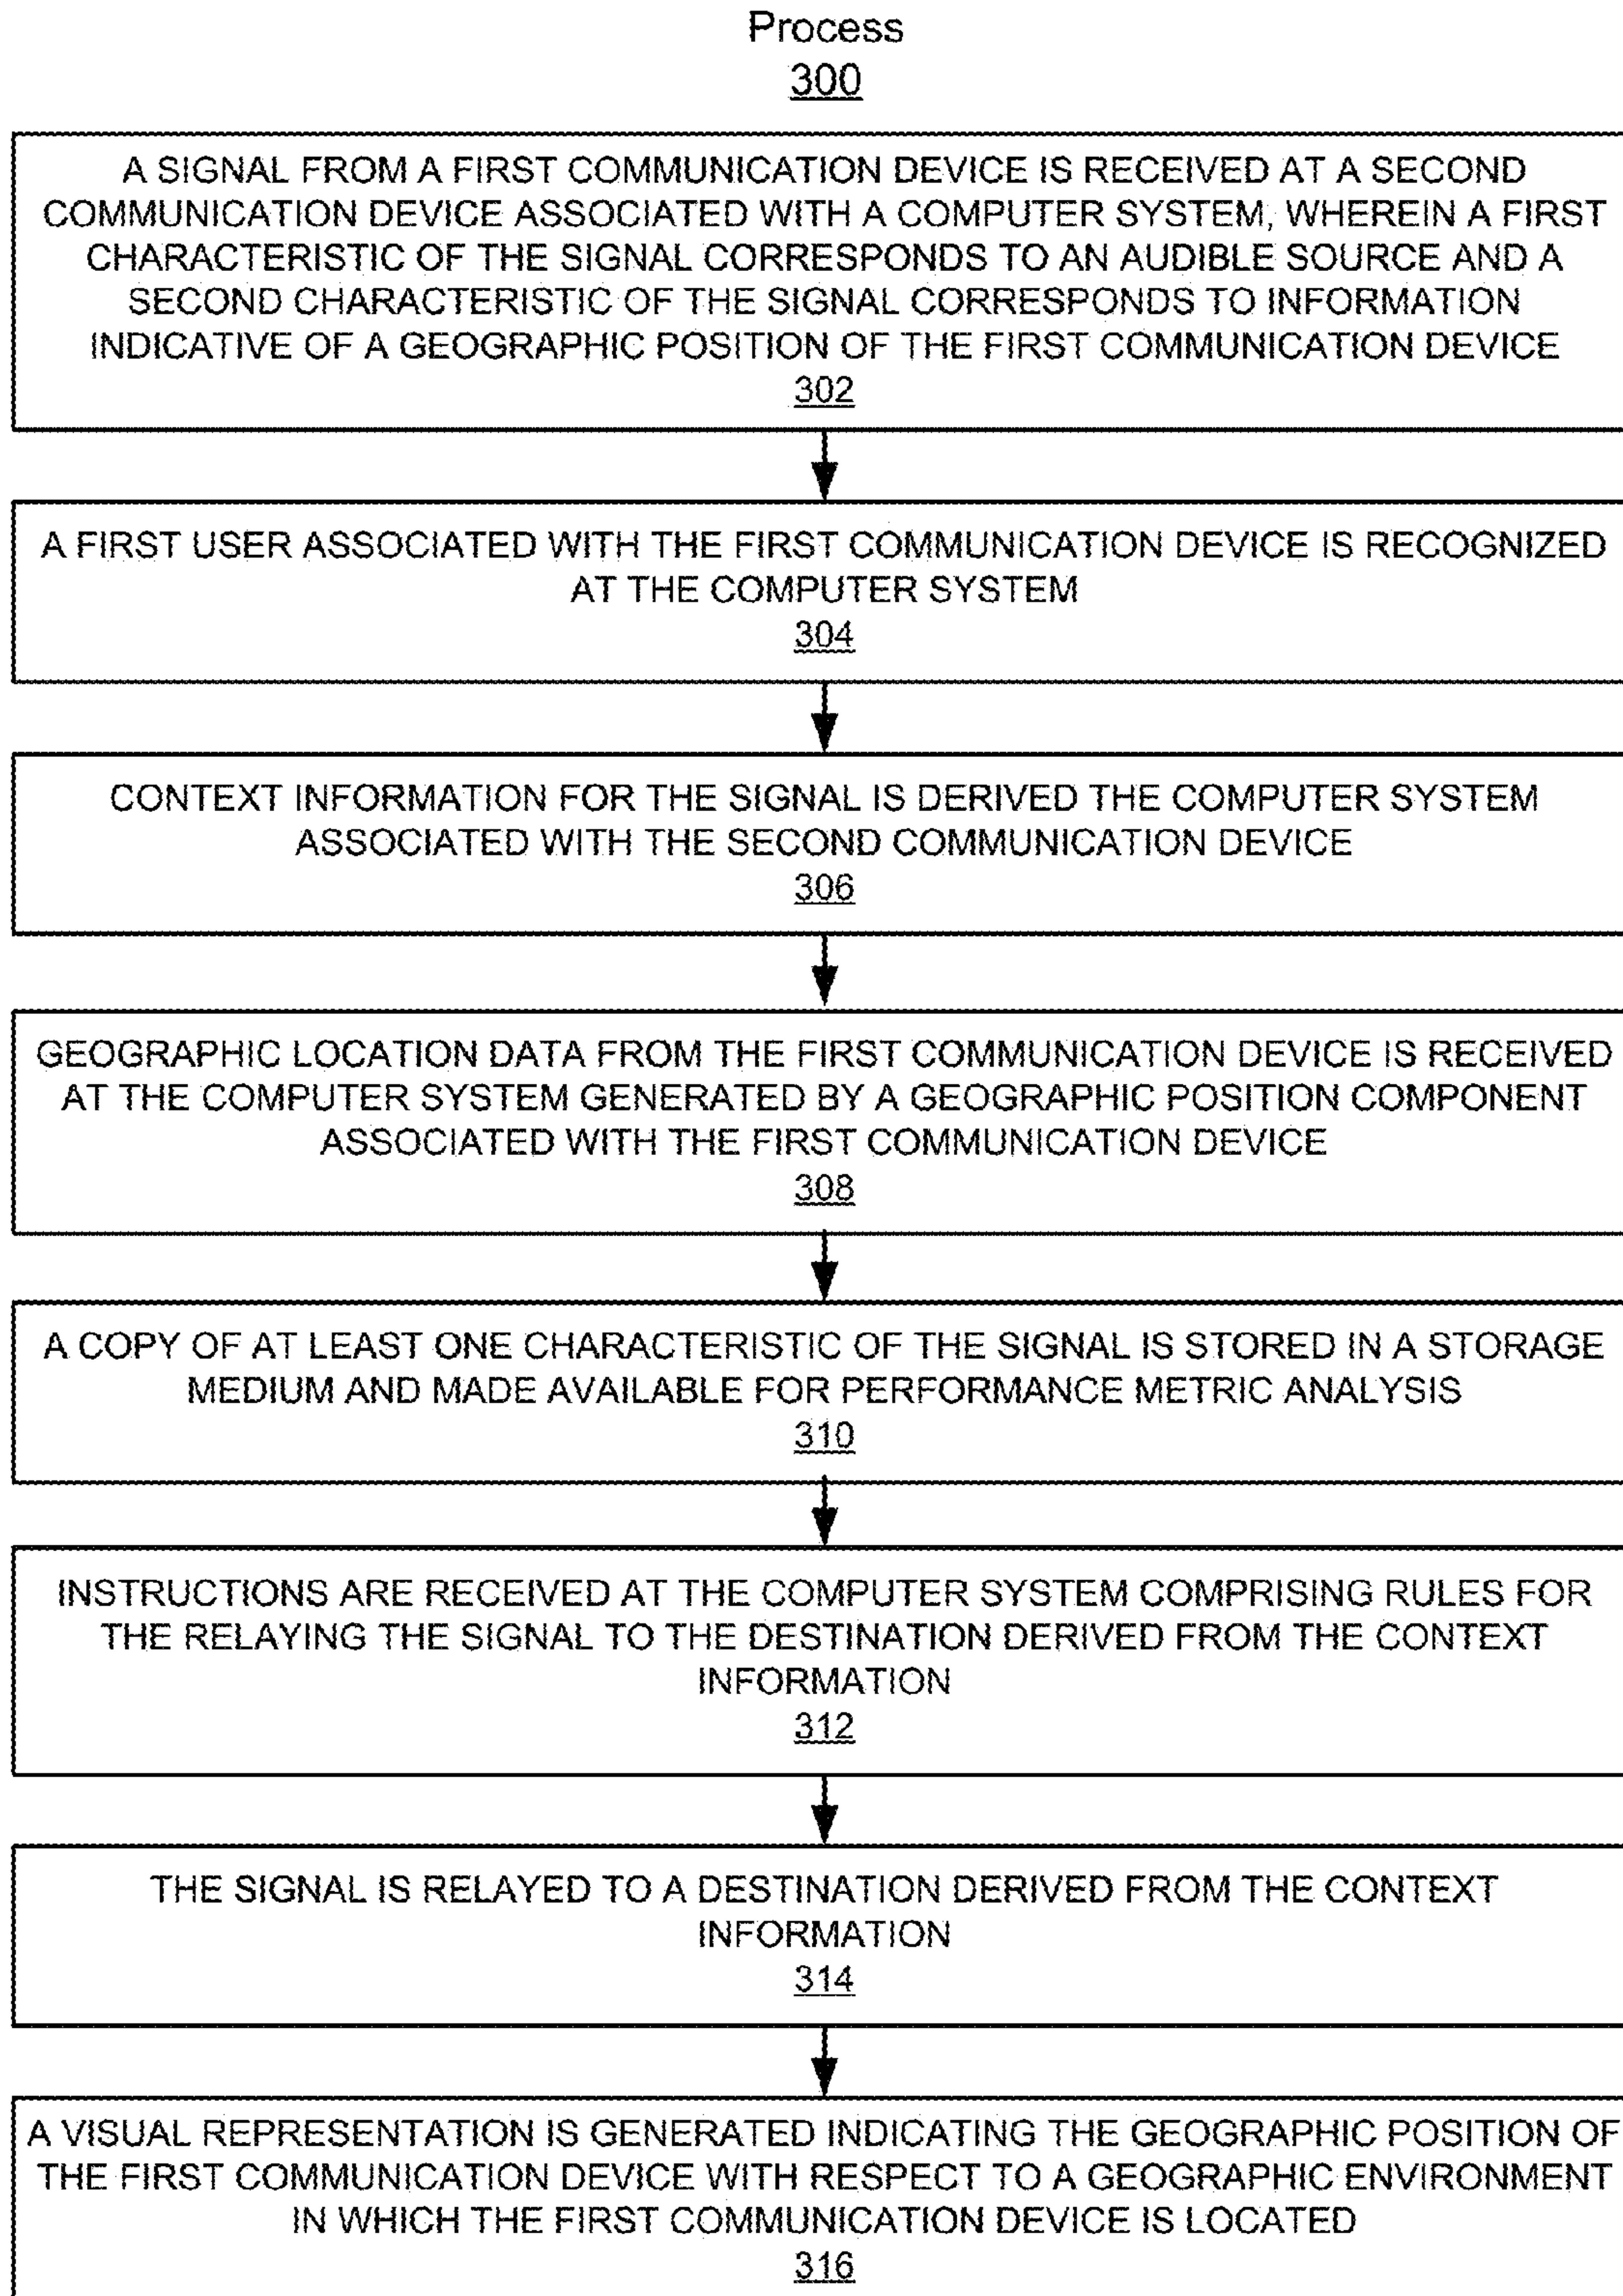 Process
300
A SIGNAL FROM A FIRST COMMUNICATION DEVICE IS RECEIVED AT A SECOND
COMMUNICATION DEVICE ASSOCIATED WITH A COMPUTER SYSTEM, WHEREIN A FIRST
CHARACTERISTIC OF THE SIGNAL CORRESPONDS TO AN AUDIBLE SOURCE AND A
SECOND CHARACTERISTIC OF THE SIGNAL CORRESPONDS TO INFORMATION
INDICATIVE OF A GEOGRAPHIC POSITION OF THE FIRST COMMUNICATION DEVICE
302
A FIRST USER ASSOCIATED WITH THE FIRST COMMUNICATION DEVICE IS RECOGNIZED
AT THE COMPUTER SYSTEM
304
CONTEXT INFORMATION FOR THE SIGNAL IS DERIVED THE COMPUTER SYSTEM
ASSOCIATED WITH THE SECOND COMMUNICATION DEVICE
306
GEOGRAPHIC LOCATION DATA FROM THE FIRST COMMUNICATION DEVICE IS RECEIVED
AT THE COMPUTER SYSTEM GENERATED BY A GEOGRAPHIC POSITION COMPONENT
ASSOCIATED WITH THE FIRST COMMUNICATION DEVICE
308
A COPY OF AT LEAST ONE CHARACTERISTIC OF THE SIGNAL IS STORED IN A STORAGE
MEDIUM AND MADE AVAILABLE FOR PERFORMANCE METRIC ANALYSIS
310
INSTRUCTIONS ARE RECEIVED AT THE COMPUTER SYSTEM COMPRISING RULES FOR
THE RELAYING THE SIGNAL TO THE DESTINATION DERIVED FROM THE CONTEXT
INFORMATION
312
THE SIGNAL IS RELAYED TO A DESTINATION DERIVED FROM THE CONTEXT
INFORMATION
314
A VISUAL REPRESENTATION IS GENERATED INDICATING THE GEOGRAPHIC POSITION OF
THE FIRST COMMUNICATION DEVICE WITH RESPECT TO A GEOGRAPHIC ENVIRONMENT
IN WHICH THE FIRST COMMUNICATION DEVICE IS LOCATED
316